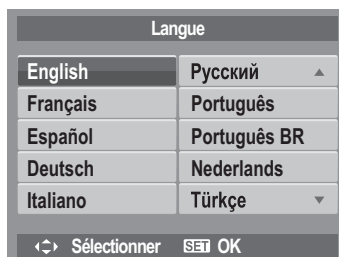 Langue
English Русский
Français Português
Español Português BR
Deutsch Nederlands
Italiano Türkçe
Sélectionner SET OK